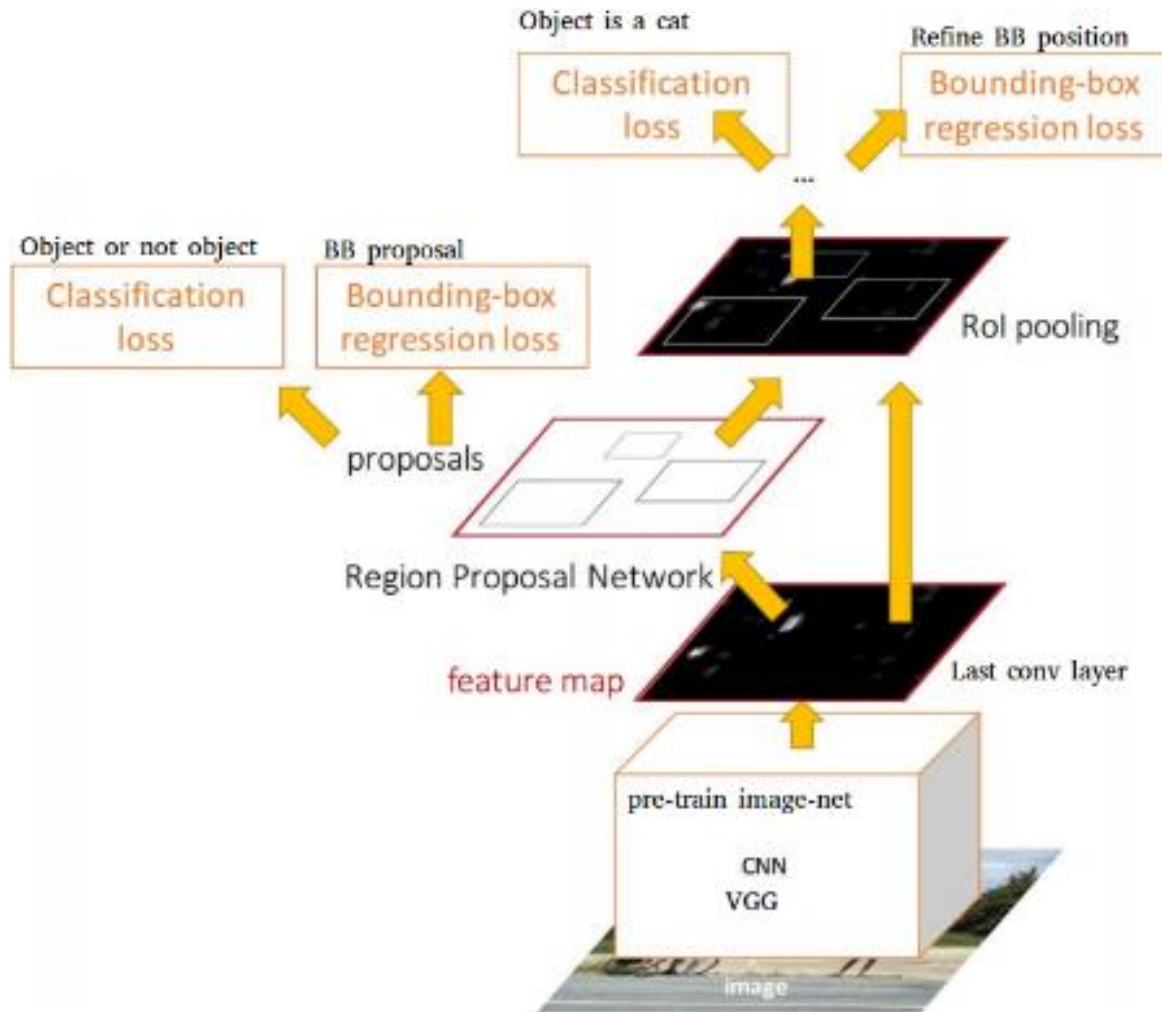 Object is a cat
Refine BB position
Classification
loss
Bounding-box
regression loss
...
Object or not object
BB proposal
Classification
loss
Bounding-box
regression loss
RoI pooling
proposals
Region Proposal Network
feature map
Last conv layer
pre-train image-net
CNN
VGG
image